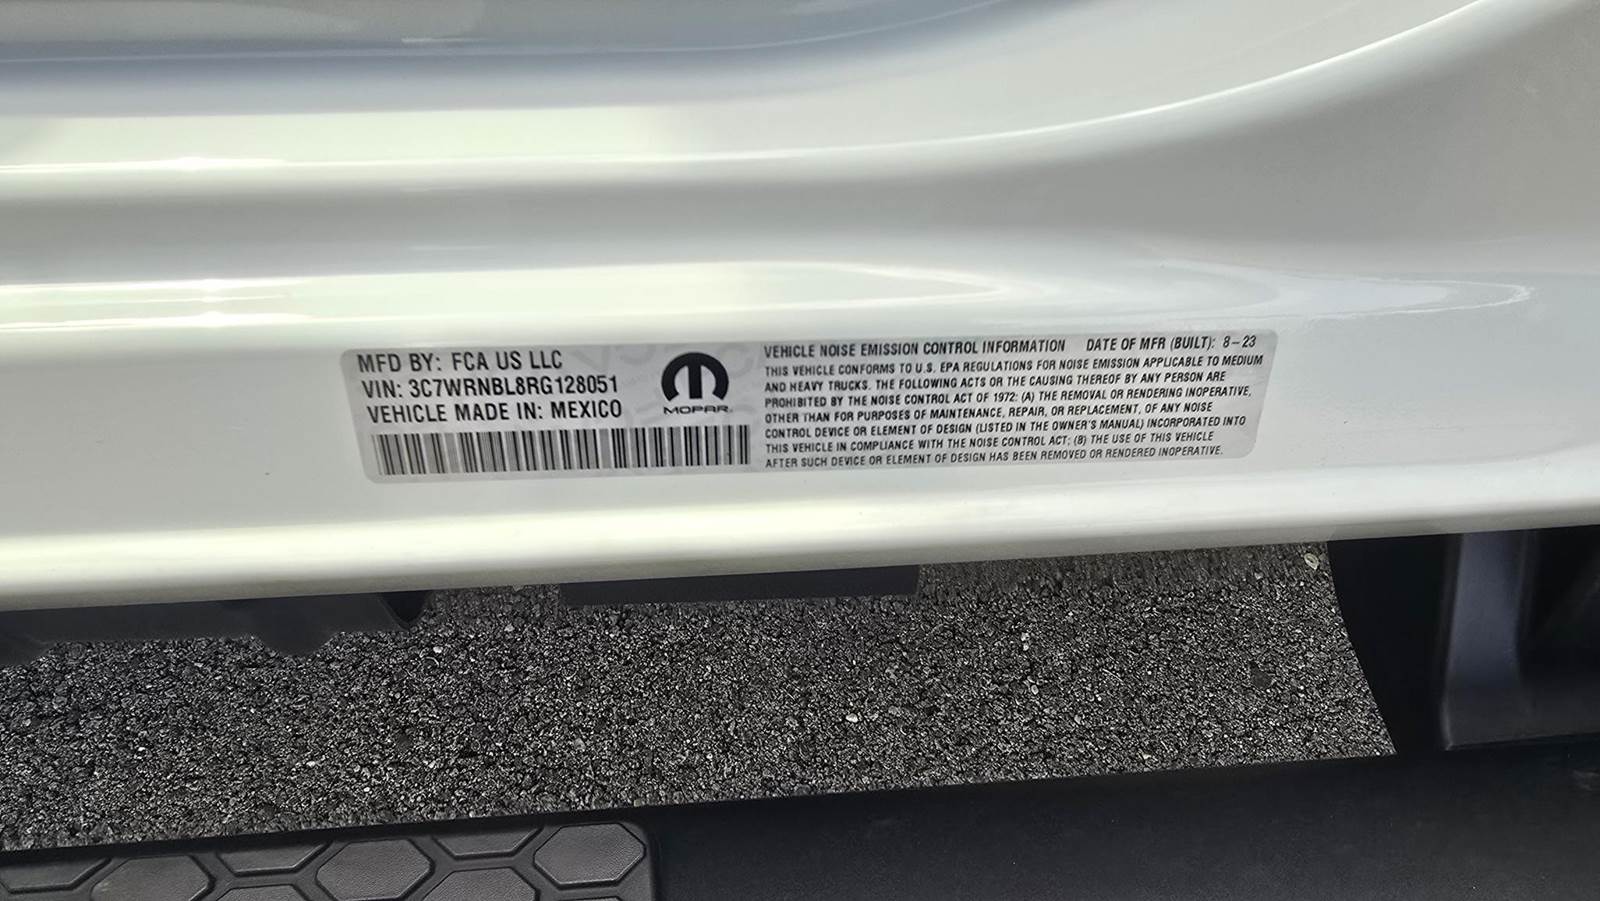 MFD BY: FCA US LLC
VIN: 3C7WRNBL8RG128051
VEHICLE MADE IN: MEXICO
MOPAR
VEHICLE NOISE EMISSION CONTROL INFORMATION DATE OF MFR (BUILT): 8-23
THIS VEHICLE CONFORMS TO U.S. EPA REGULATIONS FOR NOISE EMISSION APPLICABLE TO MEDIUM
AND HEAVY TRUCKS. THE FOLLOWING ACTS OR THE CAUSING THEREOF BY ANY PERSON ARE
PROHIBITED BY THE NOISE CONTROL ACT OF 1972: (A) THE REMOVAL OR RENDERING INOPERATIVE,
OTHER THAN FOR PURPOSES OF MAINTENANCE, REPAIR, OR REPLACEMENT, OF ANY NOISE
CONTROL DEVICE OR ELEMENT OF DESIGN (LISTED IN THE OWNER'S MANUAL) INCORPORATED INTO
THIS VEHICLE IN COMPLIANCE WITH THE NOISE CONTROL ACT; (B) THE USE OF THIS VEHICLE
AFTER SUCH DEVICE OR ELEMENT OF DESIGN HAS BEEN REMOVED OR RENDERED INOPERATIVE.